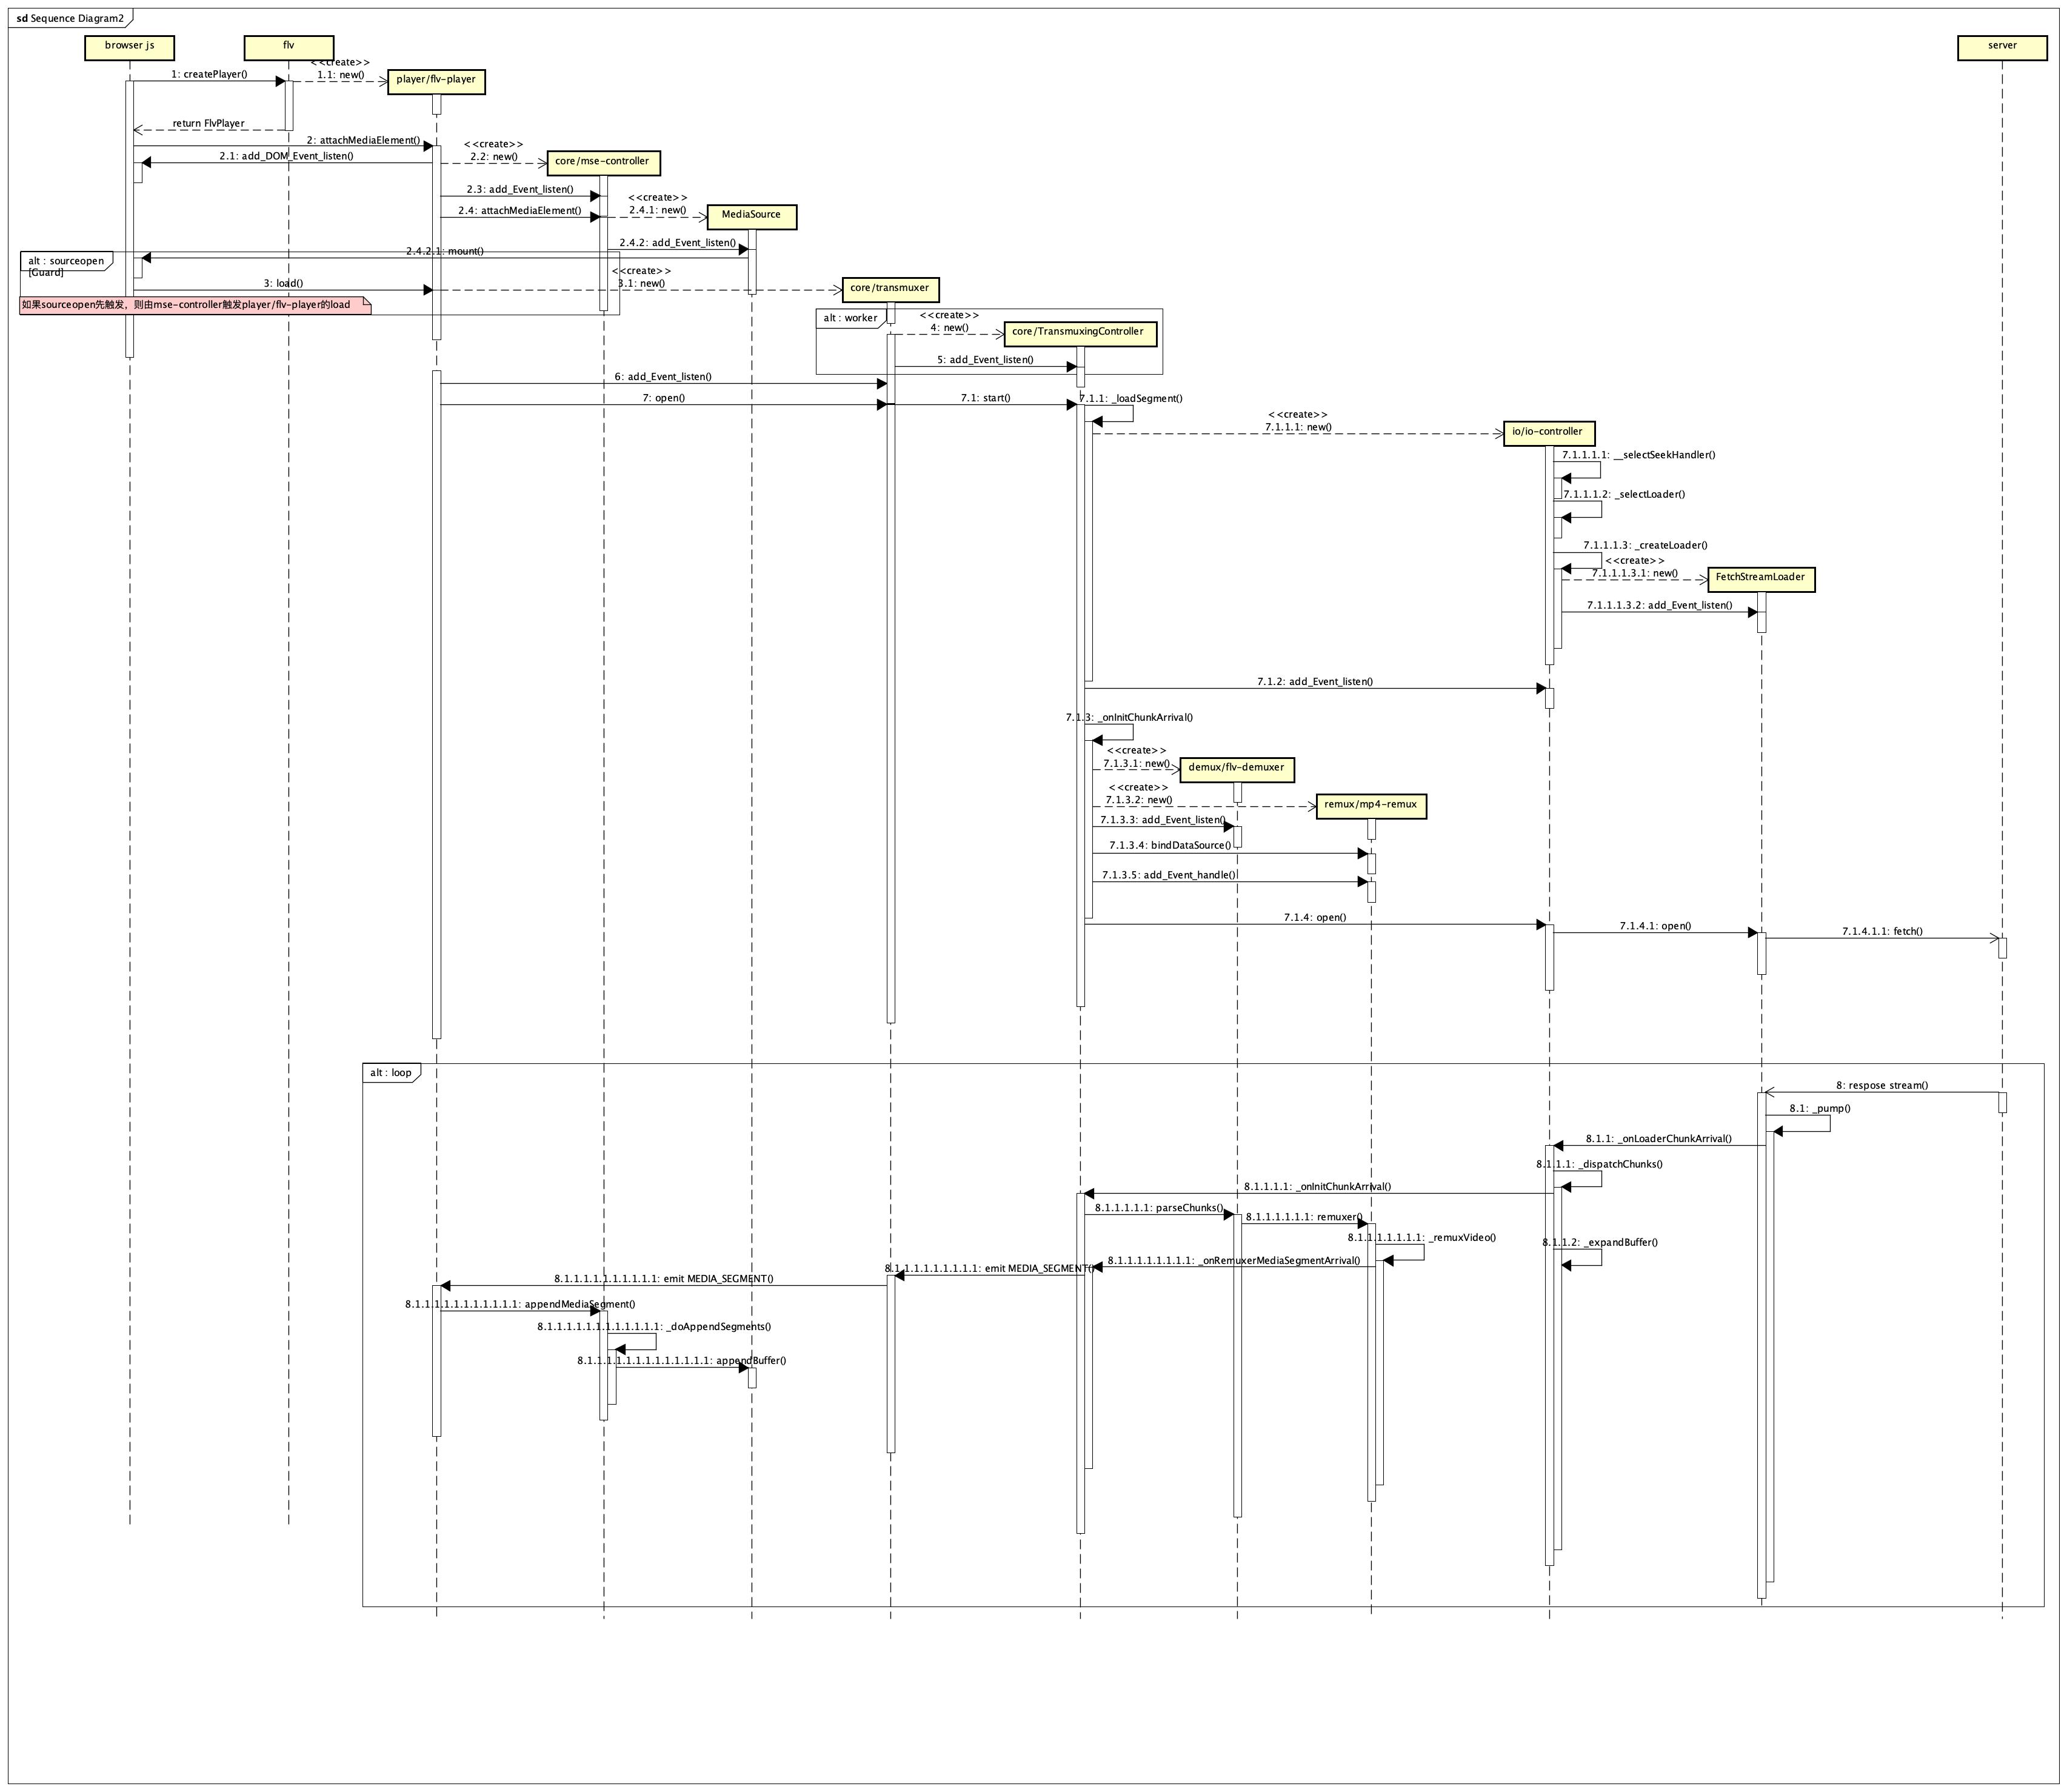 sd Sequence Diagram2
browser js
flv
server
<<create>>
1: createPlayer()
1.1: new()
player/flv-player
return FlvPlayer
2: attachMediaElement()
<<create>>
2.1: add_DOM_Event_listen()
2.2: new()
core/mse-controller
2.3: add_Event_listen()
<<create>>
2.4: attachMediaElement()
2.4.1: new()
MediaSource
2.4.2: add_Event_listen()
2.4.2.1: mount()
alt : sourceopen
[Guard]
<<create>>
3: load()
3.1: new()
core/transmuxer
如果sourceopen先触发，则由mse-controller触发player/flv-player的load
alt : worker
<<create>>
4: new()
core/TransmuxingController
5: add_Event_listen()
6: add_Event_listen()
7: open()
7.1: start()
7.1.1: _loadSegment()
<<create>>
7.1.1.1: new()
io/io-controller
7.1.1.1.1: __selectSeekHandler()
7.1.1.1.2: _selectLoader()
7.1.1.1.3: _createLoader()
<<create>>
7.1.1.1.3.1: new()
FetchStreamLoader
7.1.1.1.3.2: add_Event_listen()
7.1.2: add_Event_listen()
7.1.3: _onInitChunkArrival()
<<create>>
7.1.3.1: new()
demux/flv-demuxer
<<create>>
7.1.3.2: new()
remux/mp4-remux
7.1.3.3: add_Event_listen()
7.1.3.4: bindDataSource()
7.1.3.5: add_Event_handle()
7.1.4: open()
7.1.4.1: open()
7.1.4.1.1: fetch()
alt : loop
8: respose stream()
8.1: _pump()
8.1.1: _onLoaderChunkArrival()
8.1.1.1: _dispatchChunks()
8.1.1.1.1: _onInitChunkArrival()
8.1.1.1.1.1: parseChunks()
8.1.1.1.1.1.1: remuxer()
8.1.1.1.1.1.1.1: _remuxVideo()
8.1.1.2: _expandBuffer()
8.1.1.1.1.1.1.1.1: _onRemuxerMediaSegmentArrival()
8.1.1.1.1.1.1.1.1.1: emit MEDIA_SEGMENT()
8.1.1.1.1.1.1.1.1.1.1: emit MEDIA_SEGMENT()
8.1.1.1.1.1.1.1.1.1.1.1: appendMediaSegment()
8.1.1.1.1.1.1.1.1.1.1.1.1: _doAppendSegments()
8.1.1.1.1.1.1.1.1.1.1.1.1.1: appendBuffer()